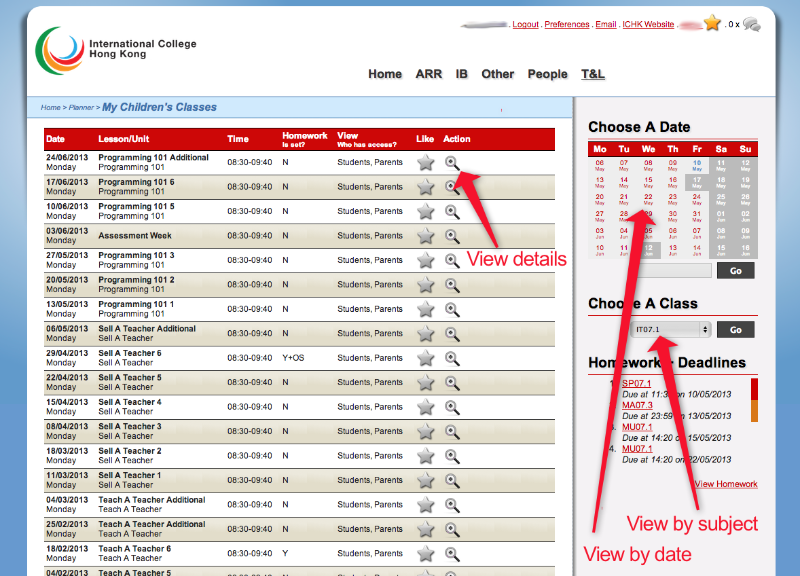 Logout . Preferences . Email . ICHK Website . . 0 x
International College
Hong Kong
Home ARR IB Other People T&L
Home > Planner > My Children's Classes
Date Lesson/Unit Time Homework View Like Action
Is set? Who has access?
24/06/2013 Programming 101 Additional
Monday Programming 101 08:30-09:40 N Students, Parents
17/06/2013 Programming 101 6
Monday Programming 101 08:30-09:40 N Students, Parents
10/06/2013 Programming 101 5
Monday Programming 101 08:30-09:40 N Students, Parents
03/06/2013 Assessment Week 08:30-09:40 N Students, Parents
Monday
27/05/2013 Programming 101 3
Monday Programming 101 08:30-09:40 N Students, Parents
View details
20/05/2013 Programming 101 2
Monday Programming 101 08:30-09:40 N Students, Parents
13/05/2013 Programming 101 1
Monday Programming 101 08:30-09:40 N Students, Parents
06/05/2013 Sell A Teacher Additional
Monday Sell A Teacher 08:30-09:40 N Students, Parents
29/04/2013 Sell A Teacher 6
Monday Sell A Teacher 08:30-09:40 Y+OS Students, Parents
22/04/2013 Sell A Teacher 5
Monday Sell A Teacher 08:30-09:40 N Students, Parents
15/04/2013 Sell A Teacher 4
Monday Sell A Teacher 08:30-09:40 N Students, Parents
08/04/2013 Sell A Teacher 3
Monday Sell A Teacher 08:30-09:40 N Students, Parents
18/03/2013 Sell A Teacher 2
Monday Sell A Teacher 08:30-09:40 N Students, Parents
11/03/2013 Sell A Teacher 1
Monday Sell A Teacher 08:30-09:40 N Students, Parents
04/03/2013 Teach A Teacher Additional
Monday Teach A Teacher 08:30-09:40 N Students, Parents
25/02/2013 Teach A Teacher Additional
Monday Teach A Teacher 08:30-09:40 N Students, Parents
18/02/2013 Teach A Teacher 6
Monday Teach A Teacher 08:30-09:40 Y Students, Parents
04/02/2013 Teach A Teacher 5
Choose A Date
Mo Tu We Th Fr Sa Su
06 07 08 09 10 11 12
May May May May May May May
13 14 15 16 17 18 19
May May May May May May May
20 21 22 23 24 25 26
May May May May May May May
27 28 29 30 31 01 02
May May May May May Jun Jun
03 04 05 06 07 08 09
Jun Jun Jun Jun Jun Jun Jun
10 11 12 13 14 15 16
Jun Jun Jun Jun Jun Jun Jun
Go
Choose A Class
IT07.1 Go
Homework + Deadlines
1. SP07.1
Due at 11:3 on 10/05/2013
MA07.3
Due at 23:59 on 13/05/2013
3. MU07.1
Due at 14:20 on 15/05/2013
4. MU07.1
Due at 14:20 on 22/05/2013
View Homework
View by subject
View by date